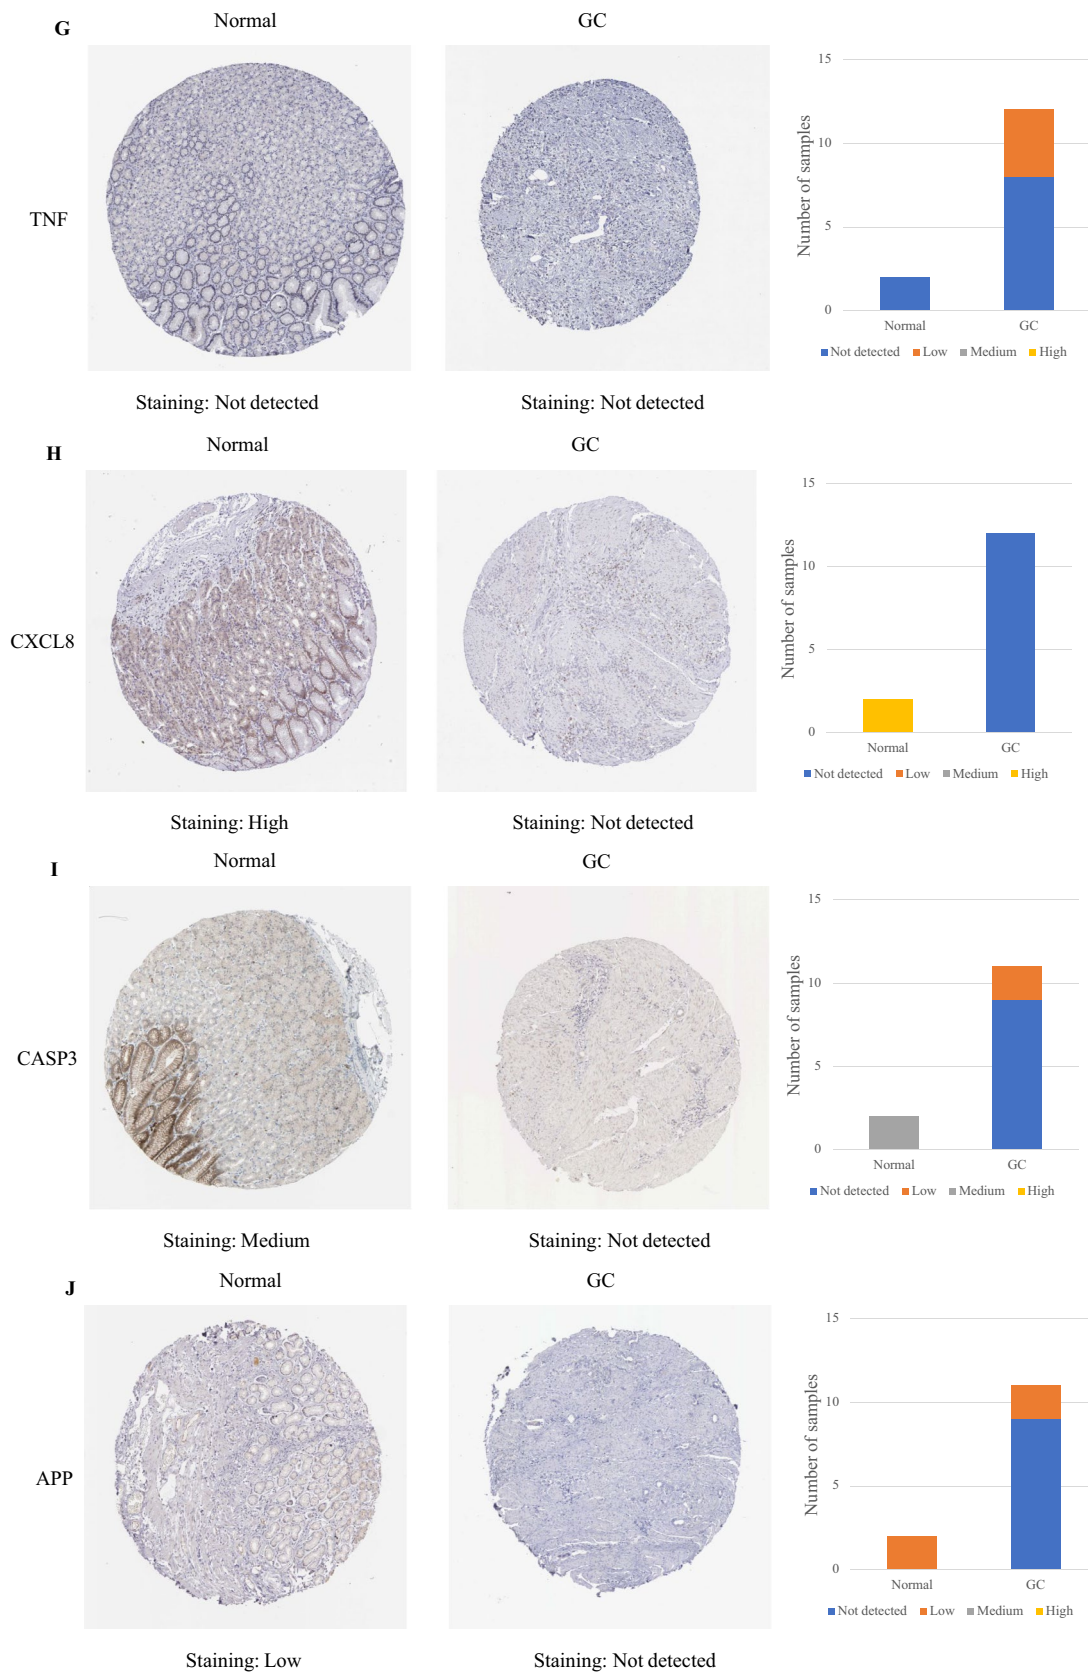 G
Normal
GC
TNF
Staining: Not detected
Staining: Not detected
Number of samples
15
10
5
0
Normal
GC
Not detected Low Medium High
H
Normal
GC
CXCL8
Staining: High
Staining: Not detected
Number of samples
15
10
5
0
Normal
GC
Not detected Low Medium High
I
Normal
GC
CASP3
Staining: Medium
Staining: Not detected
Number of samples
15
10
5
0
Normal
GC
Not detected Low Medium High
J
Normal
GC
APP
Staining: Low
Staining: Not detected
Number of samples
15
10
5
0
Normal
GC
Not detected Low Medium High